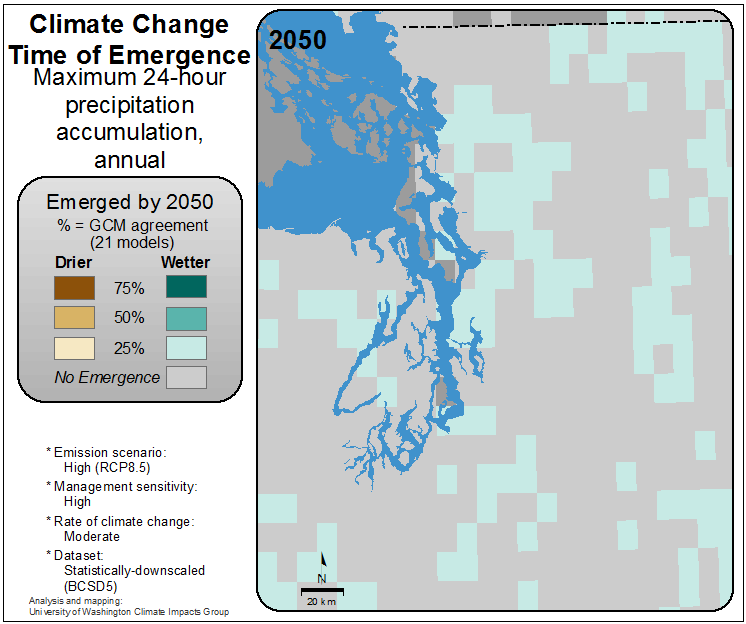 Climate Change
Time of Emergence
Maximum 24-hour
precipitation
accumulation,
annual
Emerged by 2050
% = GCM agreement
(21 models)
Drier Wetter
75%
50%
25%
No Emergence
* Emission scenario:
High (RCP8.5)
* Management sensitivity:
High
* Rate of climate change:
Moderate
* Dataset:
Statistically-downscaled
(BCSD5)
Analysis and mapping:
University of Washington Climate Impacts Group
2050
N
20 km